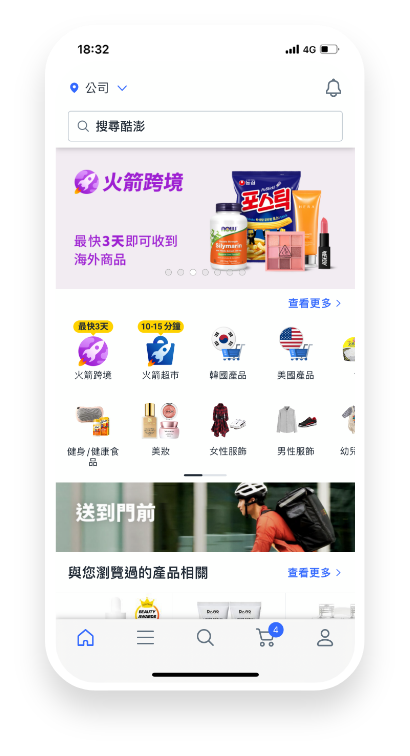 18:32
4G
公司
搜尋酷澎
火箭跨境
最快3天即可收到
海外商品
농심
포스틱
NOW
Silymarin
查看更多
最快3天
10-15 分鐘
火箭跨境
火箭超市
韓國產品
美國產品
健身/健康食
品
美妝
女性服飾
男性服飾
幼兒
送到門前
與您瀏覽過的產品相關
查看更多
BEAUTY
AWARDS
Dr.G
Dr.G
4